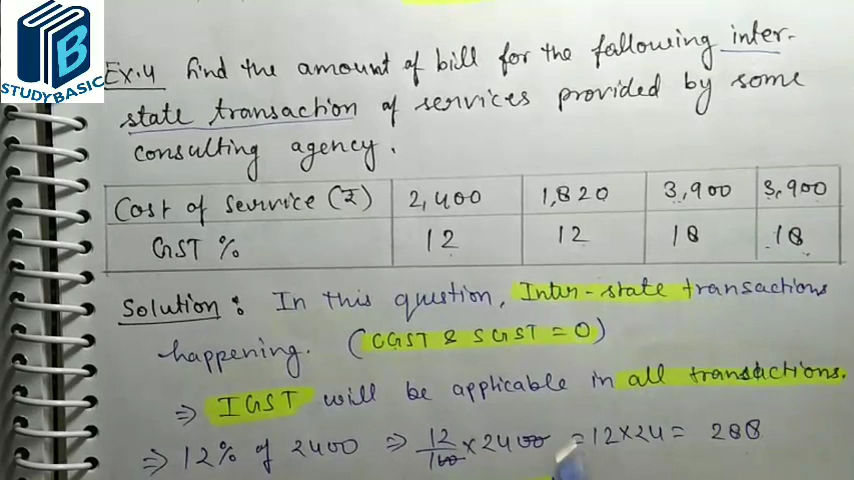 B
STUDYBASIC
Ex.4 find the amount of bill for the following inter-
state transaction of services provided by some
consulting agency.
Cost of service (₹) 2,400 1,820 3,900 3,900
GST % 12 12 18 18
Solution : In this question, Inter-state transactions
happening. (CGST & SGST = 0)
⇒ IGST will be applicable in all transactions.
⇒ 12% of 2400 ⇒ 12/100 × 2400 = 12×24 = 288